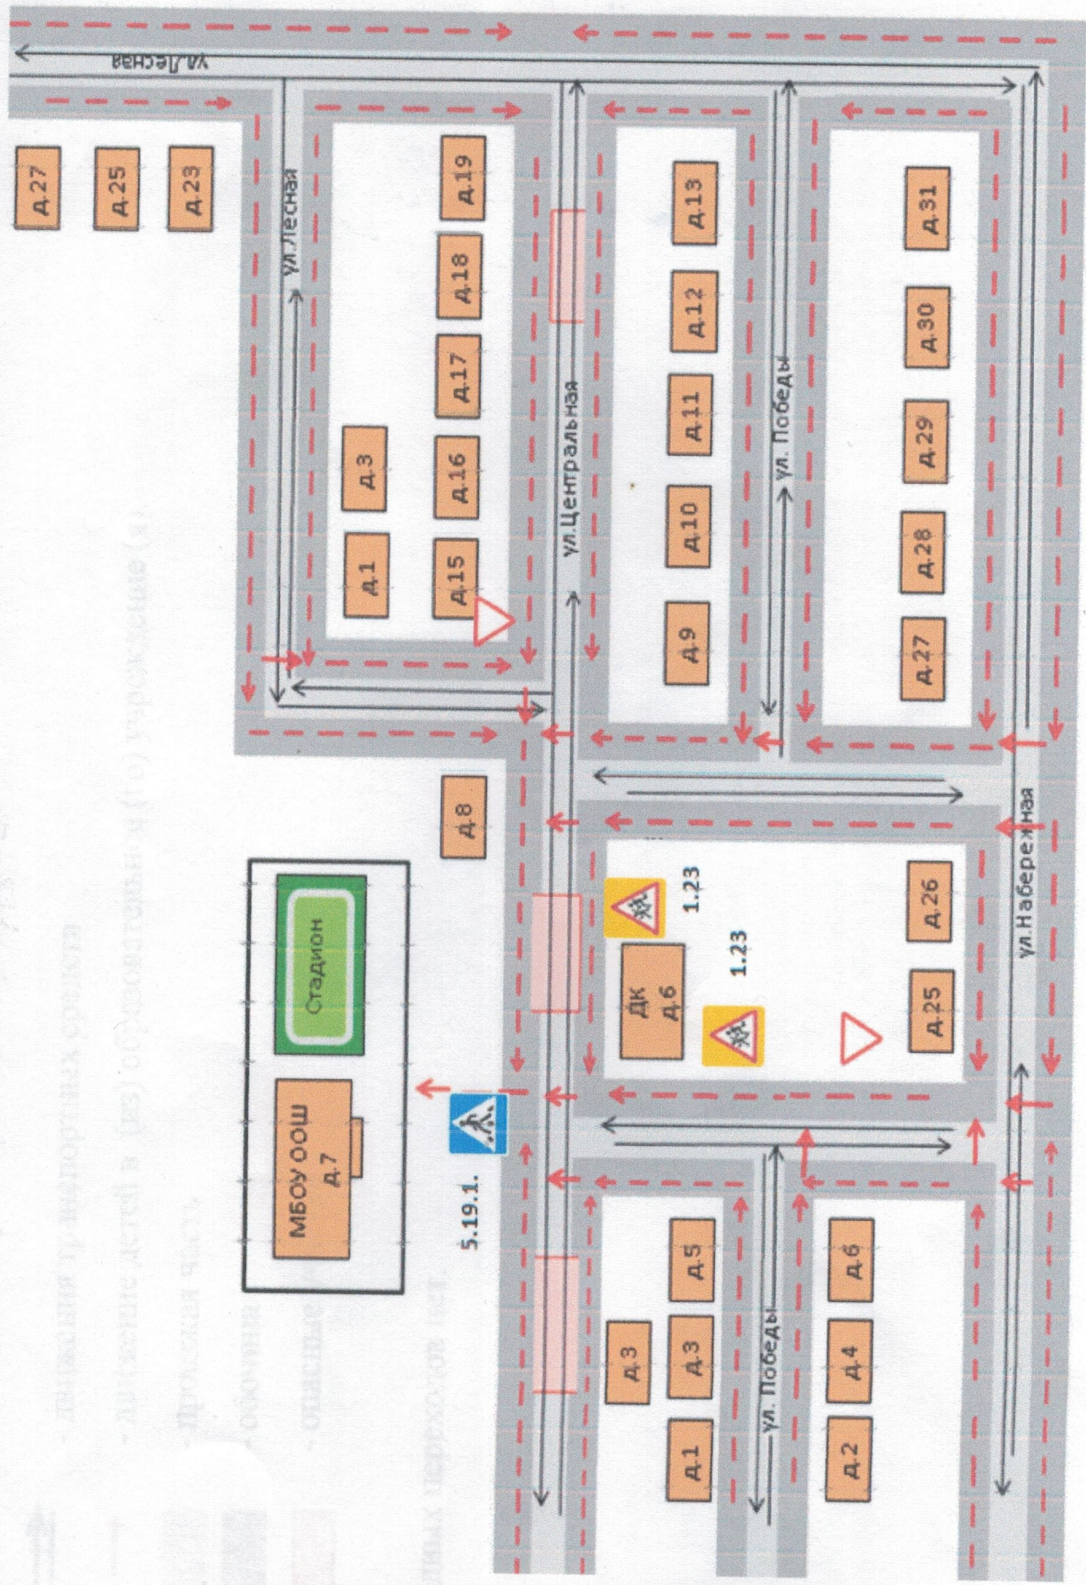 ул.Лесная
д.27
д.25
д.23
ул.Лесная
д.19
д.18
д.17
д.16
д.15
д.3
д.1
ул.Центральная
д.13
д.12
д.11
д.10
д.9
ул. Победы
д.31
д.30
д.29
д.28
д.27
д.8
Стадион
МБОУ ООШ
д.7
5.19.1.
1.23
1.23
ДК
д.6
д.26
д.25
ул.Набережная
д.3
д.5
д.3
д.1
ул. Победы
д.6
д.4
д.2